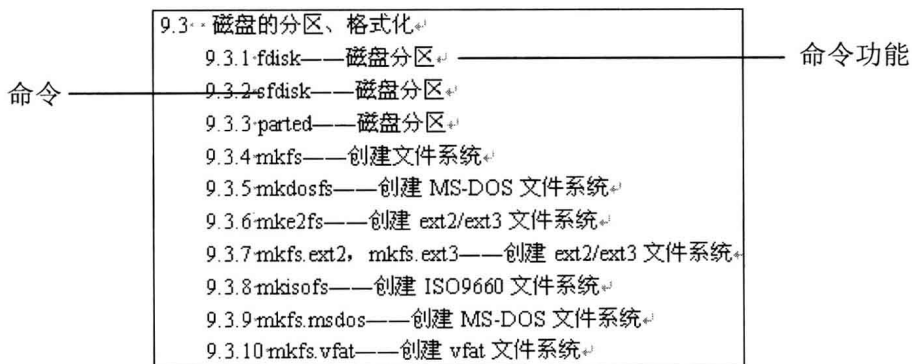 9.3 磁盘的分区、格式化
9.3.1 fdisk——磁盘分区
命令功能
命令
9.3.2 sfdisk——磁盘分区
9.3.3 parted——磁盘分区
9.3.4 mkfs——创建文件系统
9.3.5 mkdosfs——创建 MS-DOS 文件系统
9.3.6 mke2fs——创建 ext2/ext3 文件系统
9.3.7 mkfs.ext2，mkfs.ext3——创建 ext2/ext3 文件系统
9.3.8 mkisofs——创建 ISO9660 文件系统
9.3.9 mkfs.msdos——创建 MS-DOS 文件系统
9.3.10 mkfs.vfat——创建 vfat 文件系统